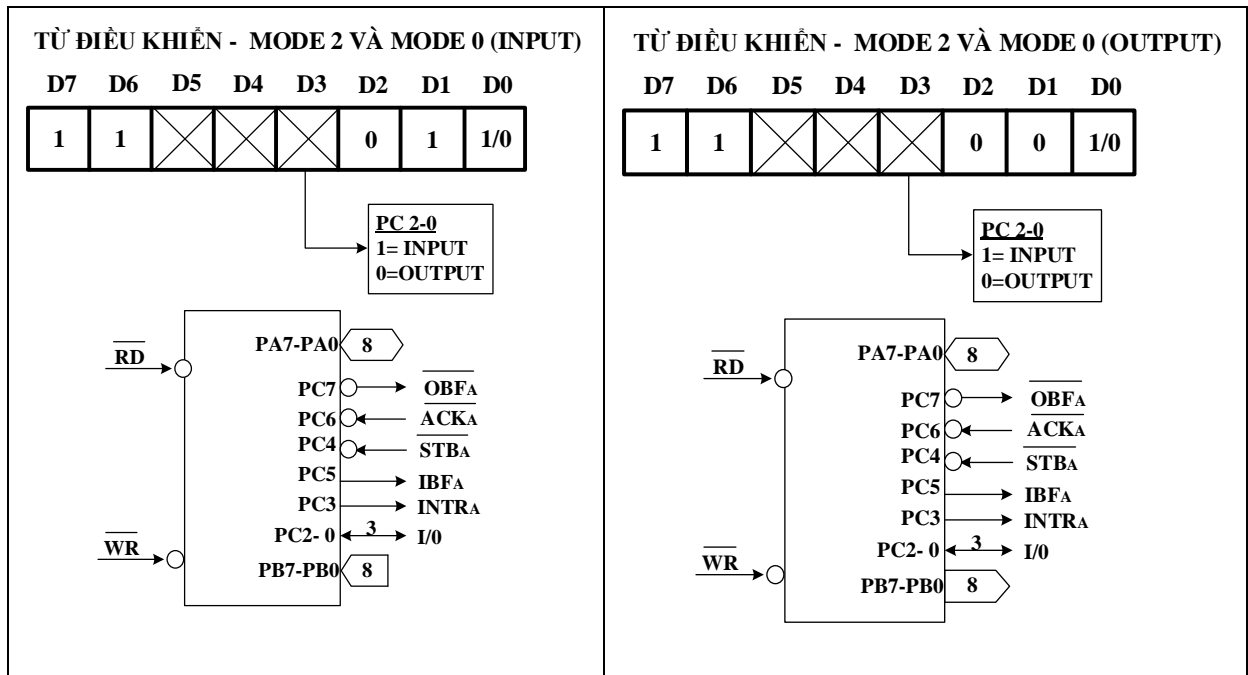 TỪ ĐIỀU KHIỂN - MODE 2 VÀ MODE 0 (INPUT)
D7 D6 D5 D4 D3 D2 D1 D0
1 1 0 1 1/0
PC 2-0
1= INPUT
0=OUTPUT
RD
PA7-PA0 8
PC7 OBFA
PC6 ACKA
PC4 STBA
PC5 IBFA
PC3 INTRA
PC2- 0 3 I/0
WR
PB7-PB0 8
TỪ ĐIỀU KHIỂN - MODE 2 VÀ MODE 0 (OUTPUT)
D7 D6 D5 D4 D3 D2 D1 D0
1 1 0 0 1/0
PC 2-0
1= INPUT
0=OUTPUT
RD
PA7-PA0 8
PC7 OBFA
PC6 ACKA
PC4 STBA
PC5 IBFA
PC3 INTRA
PC2- 0 3 I/0
WR
PB7-PB0 8